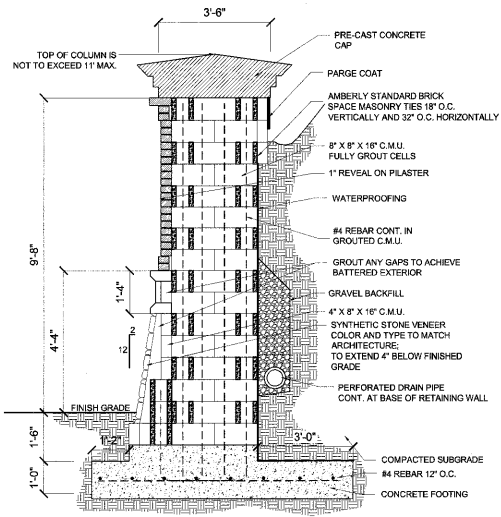 3'-6"
PRE-CAST CONCRETE
CAP
TOP OF COLUMN IS
NOT TO EXCEED 11' MAX.
PARGE COAT
AMBERLY STANDARD BRICK
SPACE MASONRY TIES 18" O.C.
VERTICALLY AND 32" O.C. HORIZONTALLY
8" X 8" X 16" C.M.U.
FULLY GROUT CELLS
1" REVEAL ON PILASTER
WATERPROOFING
#4 REBAR CONT. IN
GROUTED C.M.U.
9'-8"
GROUT ANY GAPS TO ACHIEVE
BATTERED EXTERIOR
1'-4"
GRAVEL BACKFILL
4" X 8" X 16" C.M.U.
4'-4"
2
12
SYNTHETIC STONE VENEER
COLOR AND TYPE TO MATCH
ARCHITECTURE;
TO EXTEND 4" BELOW FINISHED
GRADE
PERFORATED DRAIN PIPE
CONT. AT BASE OF RETAINING WALL
FINISH GRADE
1'-6"
1'-2"
3'-0"
COMPACTED SUBGRADE
1'-0"
#4 REBAR 12" O.C.
CONCRETE FOOTING